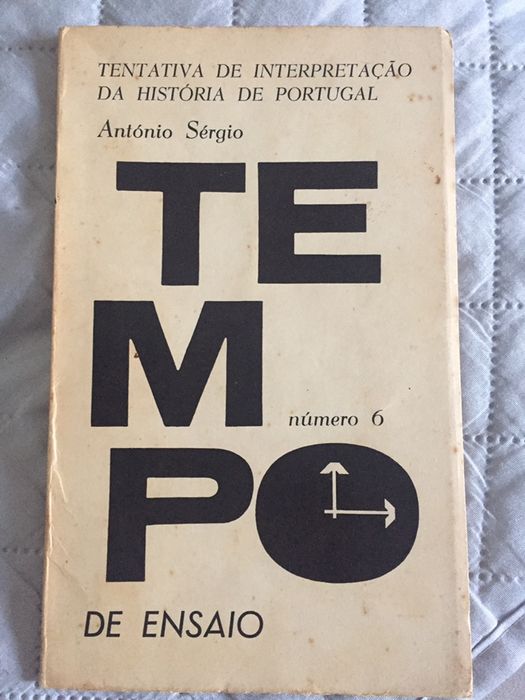 TENTATIVA DE INTERPRETAÇÃO
DA HISTÓRIA DE PORTUGAL
António Sérgio
TE
M
número 6
PO
DE ENSAIO